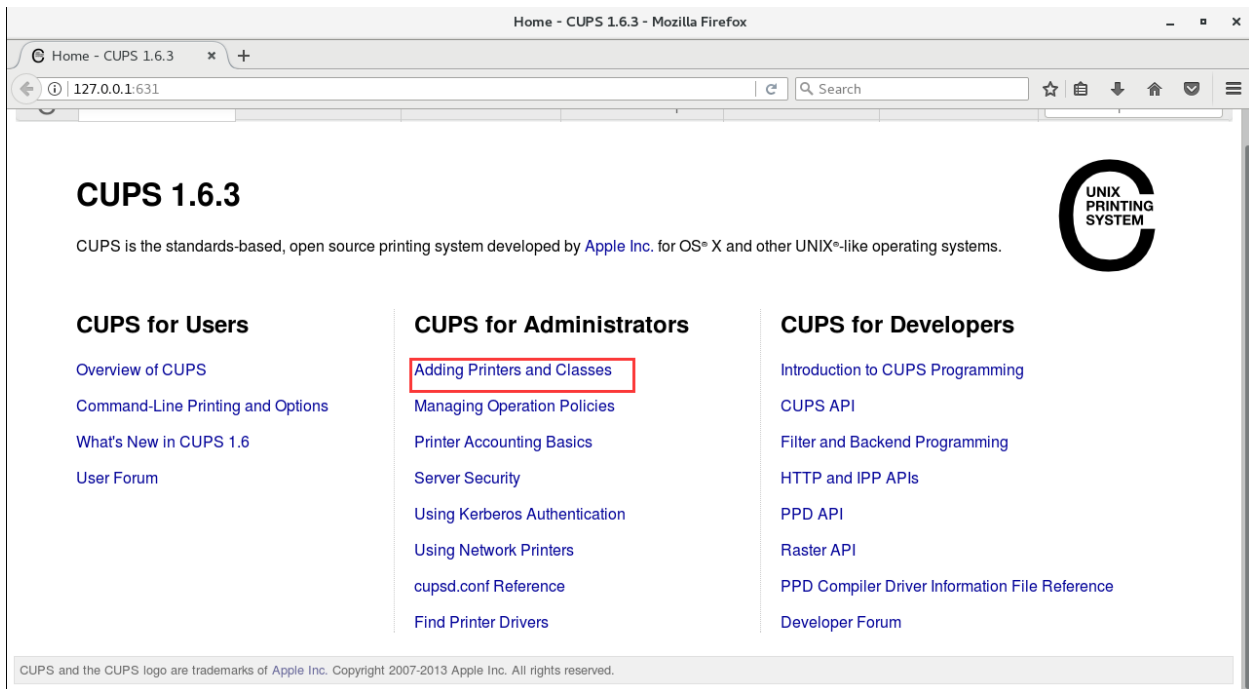 Home - CUPS 1.6.3 - Mozilla Firefox
Home - CUPS 1.6.3
127.0.0.1:631
Search
CUPS 1.6.3
UNIX
PRINTING
SYSTEM
CUPS is the standards-based, open source printing system developed by Apple Inc. for OS® X and other UNIX®-like operating systems.
CUPS for Users
Overview of CUPS
Command-Line Printing and Options
What's New in CUPS 1.6
User Forum
CUPS for Administrators
Adding Printers and Classes
Managing Operation Policies
Printer Accounting Basics
Server Security
Using Kerberos Authentication
Using Network Printers
cupsd.conf Reference
Find Printer Drivers
CUPS for Developers
Introduction to CUPS Programming
CUPS API
Filter and Backend Programming
HTTP and IPP APIs
PPD API
Raster API
PPD Compiler Driver Information File Reference
Developer Forum
CUPS and the CUPS logo are trademarks of Apple Inc. Copyright 2007-2013 Apple Inc. All rights reserved.